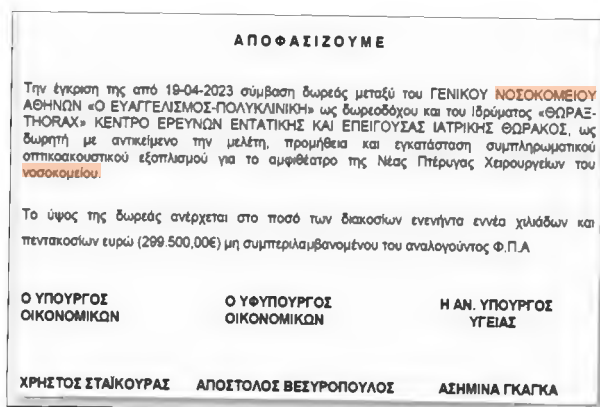 ΑΠΟΦΑΣΙΖΟΥΜΕ
Την έγκριση της από 19-04-2023 σύμβαση δωρεάς μεταξύ του ΓΕΝΙΚΟΥ ΝΟΣΟΚΟΜΕΙΟΥ
ΑΘΗΝΩΝ «Ο ΕΥΑΓΓΕΛΙΣΜΟΣ-ΠΟΛΥΚΛΙΝΙΚΗ» ως δωρεοδόχου και του Ιδρύματος «ΘΩΡΑΞ-
THORAX» ΚΕΝΤΡΟ ΕΡΕΥΝΩΝ ΕΝΤΑΤΙΚΗΣ ΚΑΙ ΕΠΕΙΓΟΥΣΑΣ ΙΑΤΡΙΚΗΣ ΘΩΡΑΚΟΣ, ως
δωρητή με αντικείμενο την μελέτη, προμήθεια και εγκατάσταση συμπληρωματικού
οπτικοακουστικού εξοπλισμού για το αμφιθέατρο της Νέας Πτέρυγας Χειρουργείων του
νοσοκομείου.
Το ύψος της δωρεάς ανέρχεται στο ποσό των διακοσίων ενενήντα εννέα χιλιάδων και
πεντακοσίων ευρώ (299.500,00€) μη συμπεριλαμβανομένου του αναλογούντος Φ.Π.Α
Ο ΥΠΟΥΡΓΟΣ Ο ΥΦΥΠΟΥΡΓΟΣ Η ΑΝ. ΥΠΟΥΡΓΟΣ
ΟΙΚΟΝΟΜΙΚΩΝ ΟΙΚΟΝΟΜΙΚΩΝ ΥΓΕΙΑΣ
ΧΡΗΣΤΟΣ ΣΤΑΪΚΟΥΡΑΣ ΑΠΟΣΤΟΛΟΣ ΒΕΣΥΡΟΠΟΥΛΟΣ ΑΣΗΜΙΝΑ ΓΚΑΓΚΑ